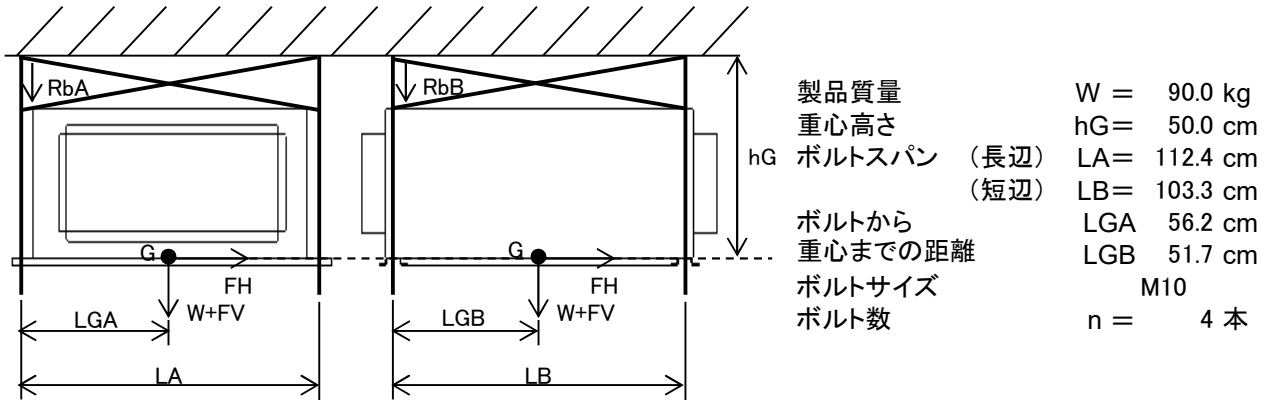 RbA
RbB
hG
G
FH
W+FV
LGA
LA
G
FH
W+FV
LGB
LB
製品質量 W = 90.0 kg
重心高さ hG= 50.0 cm
ボルトスパン (長辺) LA= 112.4 cm
(短辺) LB= 103.3 cm
ボルトから LGA 56.2 cm
重心までの距離 LGB 51.7 cm
ボルトサイズ M10
ボルト数 n = 4 本